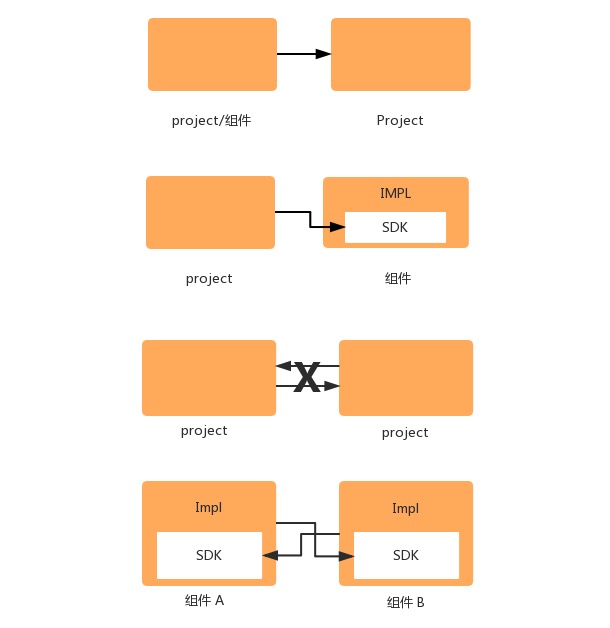 project/组件
Project
IMPL
SDK
project
组件
X
project
project
Impl
Impl
SDK
SDK
组件 A
组件 B